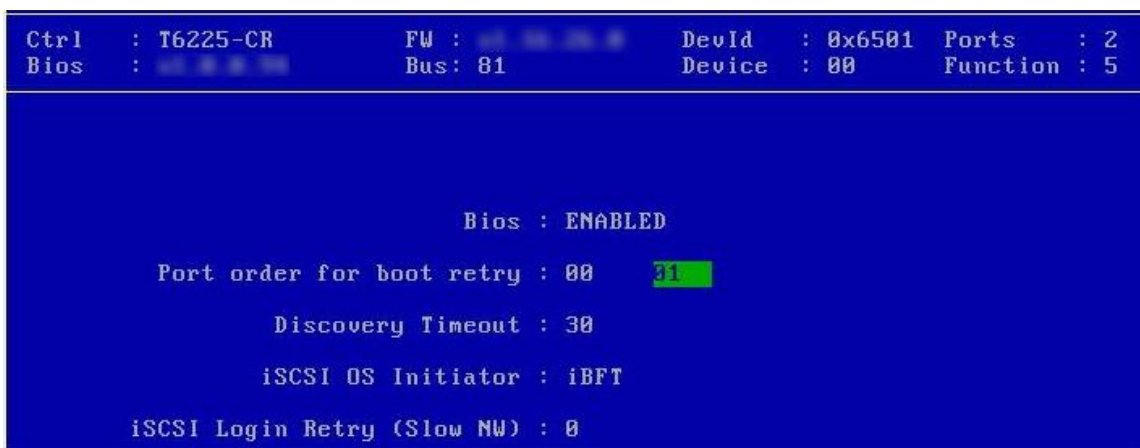 Ctrl : T6225-CR FW : DevId : 0x6501 Ports : 2
Bios : Bus: 81 Device : 00 Function : 5
Bios : ENABLED
Port order for boot retry : 00 01
Discovery Timeout : 30
iSCSI OS Initiator : iBFT
iSCSI Login Retry (Slow NW) : 0